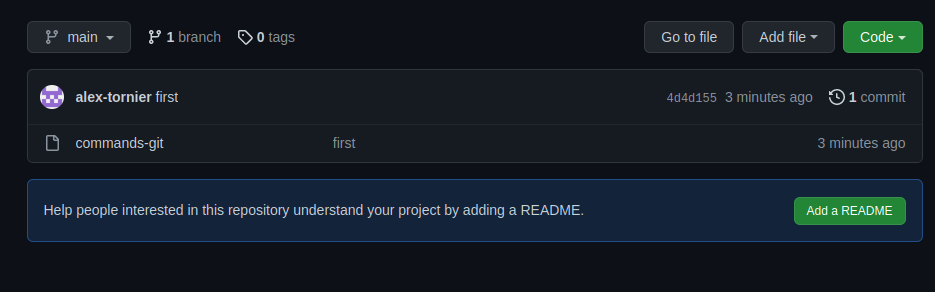 main 1 branch 0 tags Go to file Add file Code
alex-tornier first 4d4d155 3 minutes ago 1 commit
commands-git first 3 minutes ago
Help people interested in this repository understand your project by adding a README. Add a README